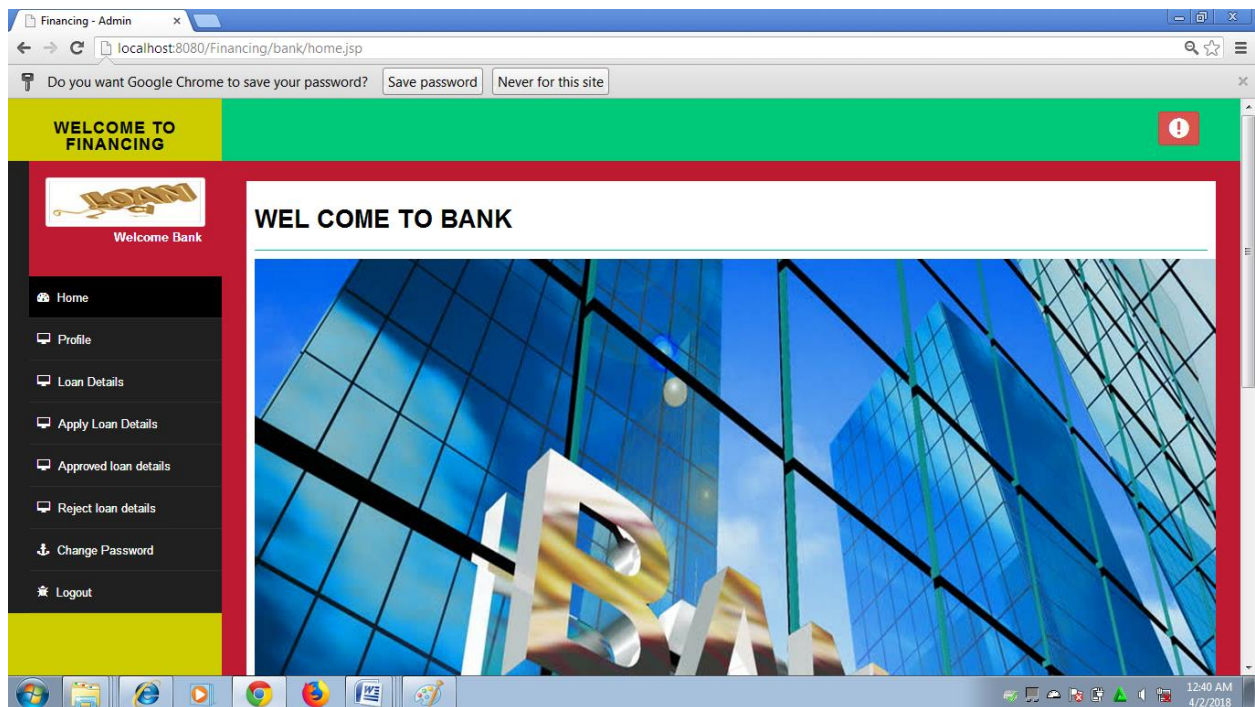 Financing - Admin
localhost:8080/Financing/bank/home.jsp
Do you want Google Chrome to save your password? Save password Never for this site
WELCOME TO
FINANCING
LOAN
Welcome Bank
WEL COME TO BANK
Home
Profile
Loan Details
Apply Loan Details
Approved loan details
Reject loan details
Change Password
Logout
12:40 AM
4/2/2018